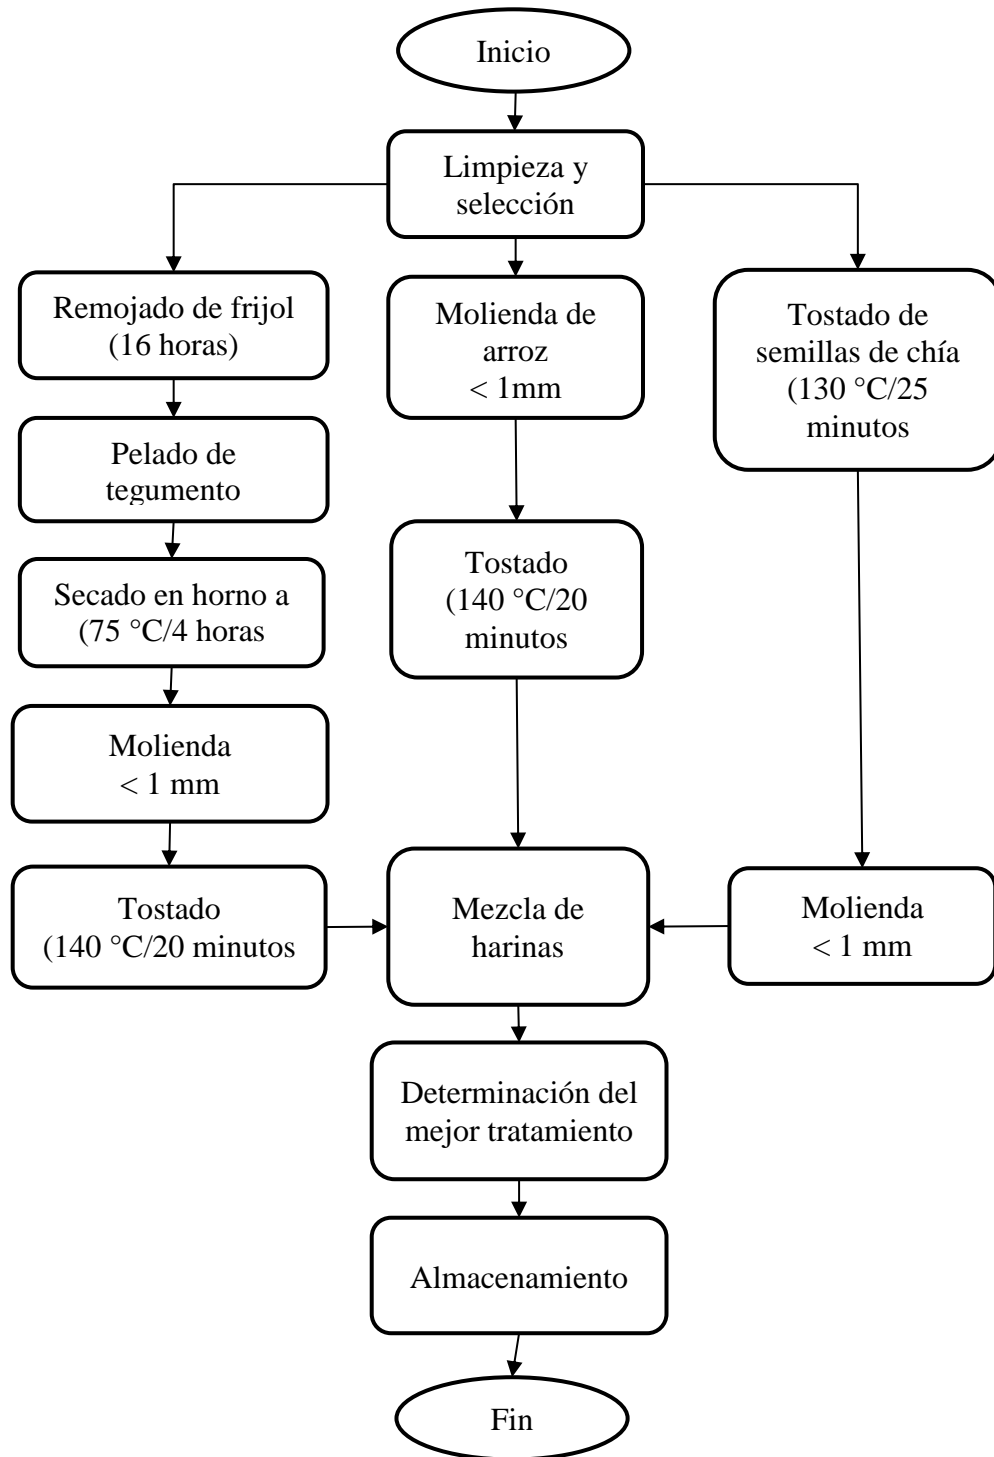 Inicio
Limpieza y
selección
Remojado de frijol
(16 horas)
Pelado de
tegumento
Secado en horno a
(75 °C/4 horas
Molienda
< 1 mm
Tostado
(140 °C/20 minutos
Molienda de
arroz
< 1mm
Tostado
(140 °C/20
minutos
Tostado de
semillas de chía
(130 °C/25
minutos
Molienda
< 1 mm
Mezcla de
harinas
Determinación del
mejor tratamiento
Almacenamiento
Fin